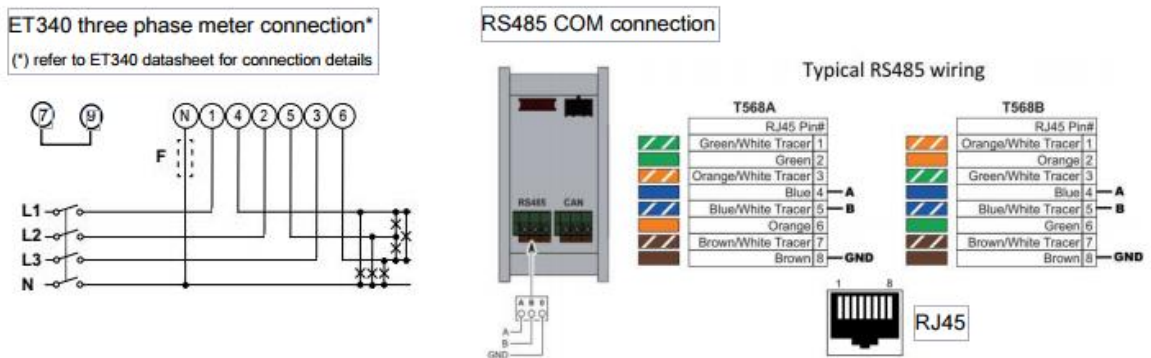 ET340 three phase meter connection*
(*) refer to ET340 datasheet for connection details
7 9 N 1 4 2 5 3 6
F
L1
L2
L3
N
RS485 COM connection
RS485 CAN
A B 0
A
B
GND
Typical RS485 wiring
T568A
RJ45 Pin#
Green/White Tracer 1
Green 2
Orange/White Tracer 3
Blue 4 A
Blue/White Tracer 5 B
Orange 6
Brown/White Tracer 7
Brown 8 GND
T568B
RJ45 Pin#
Orange/White Tracer 1
Orange 2
Green/White Tracer 3
Blue 4 A
Blue/White Tracer 5 B
Green 6
Brown/White Tracer 7
Brown 8 GND
1 8
RJ45